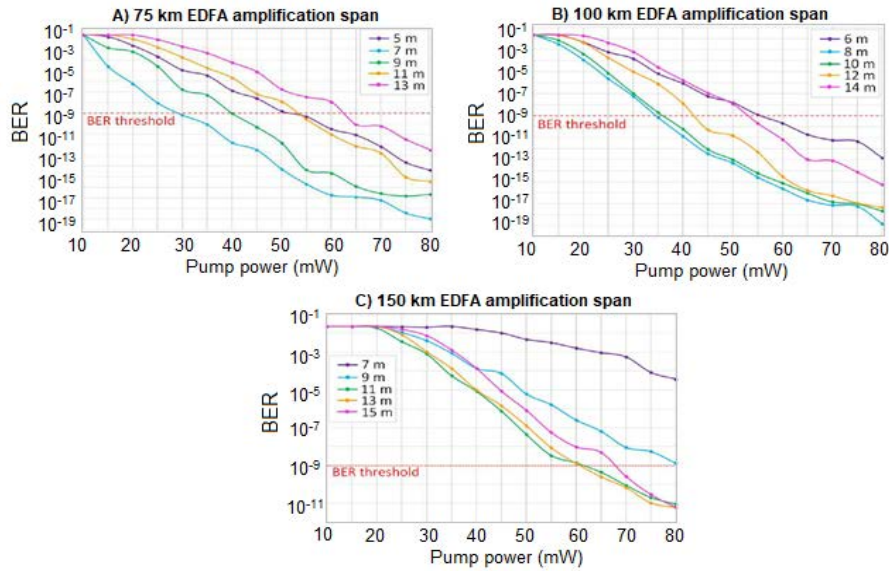 A) 75 km EDFA amplification span
BER
10⁻¹
10⁻³
10⁻⁵
10⁻⁷
10⁻⁹
10⁻¹¹
10⁻¹³
10⁻¹⁵
10⁻¹⁷
10⁻¹⁹
5 m
7 m
9 m
11 m
13 m
BER threshold
10 20 30 40 50 60 70 80
Pump power (mW)
B) 100 km EDFA amplification span
BER
10⁻¹
10⁻³
10⁻⁵
10⁻⁷
10⁻⁹
10⁻¹¹
10⁻¹³
10⁻¹⁵
10⁻¹⁷
10⁻¹⁹
6 m
8 m
10 m
12 m
14 m
BER threshold
10 20 30 40 50 60 70 80
Pump power (mW)
C) 150 km EDFA amplification span
BER
10⁻¹
10⁻³
10⁻⁵
10⁻⁷
10⁻⁹
10⁻¹¹
7 m
9 m
11 m
13 m
15 m
BER threshold
10 20 30 40 50 60 70 80
Pump power (mW)